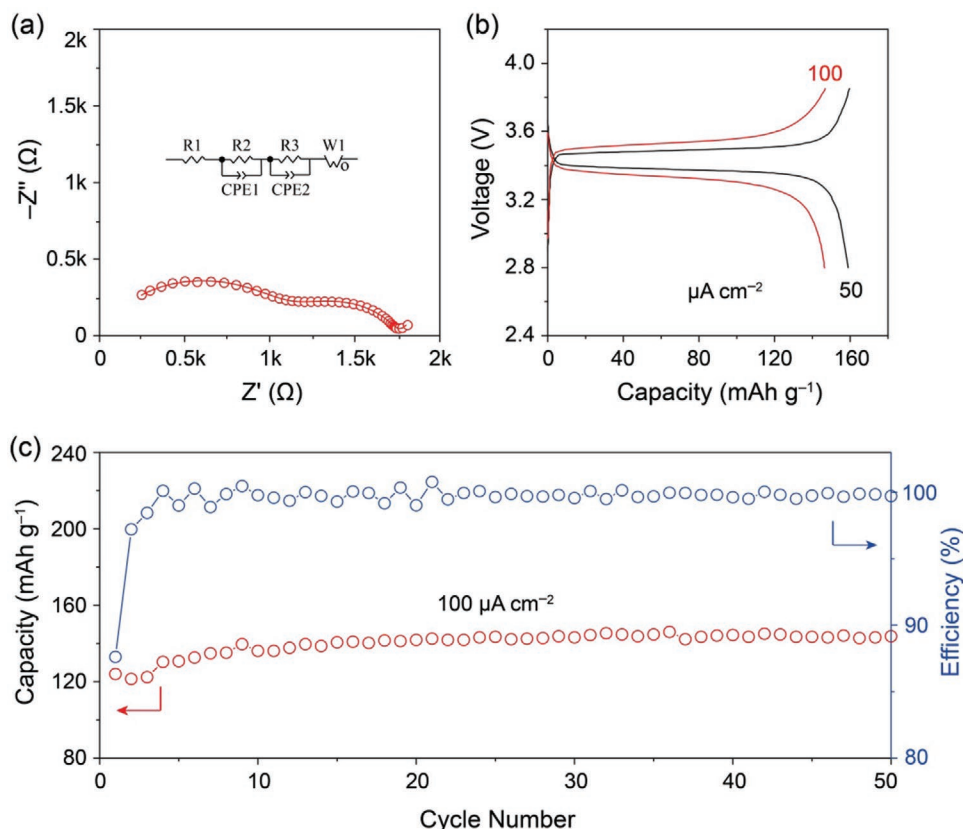 (a)
2k
1.5k
1k
0.5k
0
–Z'' (Ω)
R1 R2 R3 W1
CPE1 CPE2
o
0 0.5k 1k 1.5k 2k
Z' (Ω)
(b)
4.0
3.6
3.2
2.8
2.4
Voltage (V)
100
µA cm⁻² 50
0 40 80 120 160
Capacity (mAh g⁻¹)
(c)
240
200
160
120
80
Capacity (mAh g⁻¹)
100 µA cm⁻²
100
90
80
Efficiency (%)
0 10 20 30 40 50
Cycle Number